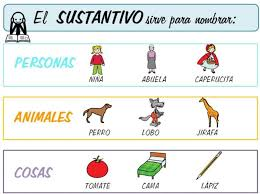 El SUSTANTIVO sirve para nombrar:
PERSONAS
NIÑA ABUELA CAPERUCITA
ANIMALES
PERRO LOBO JIRAFA
COSAS
TOMATE CAMA LÁPIZ